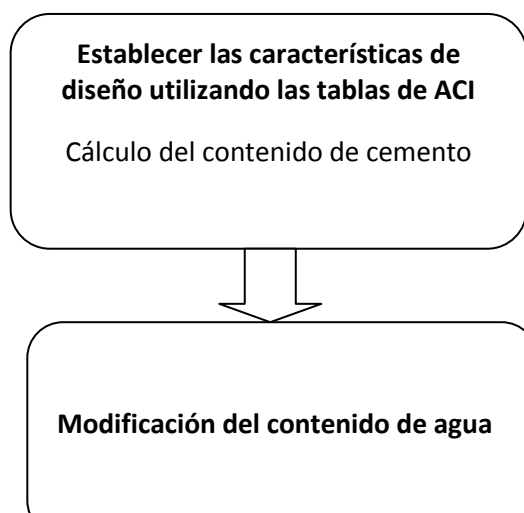 Establecer las características de
diseño utilizando las tablas de ACI
Cálculo del contenido de cemento
Modificación del contenido de agua